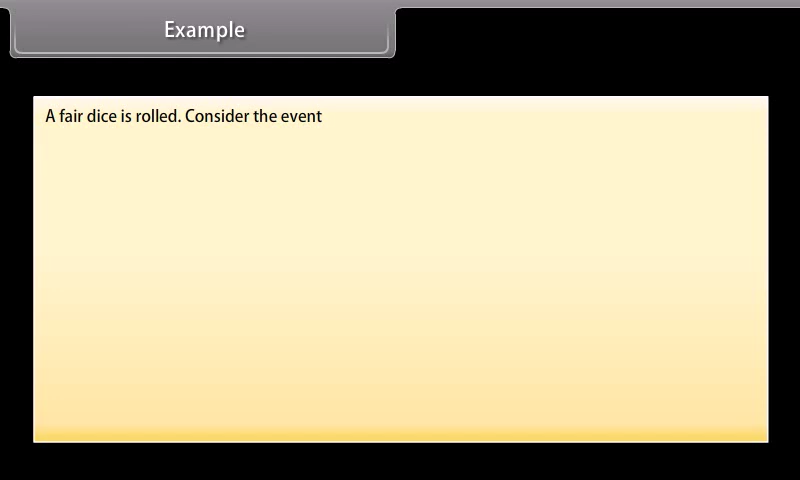 Example
A fair dice is rolled. Consider the event